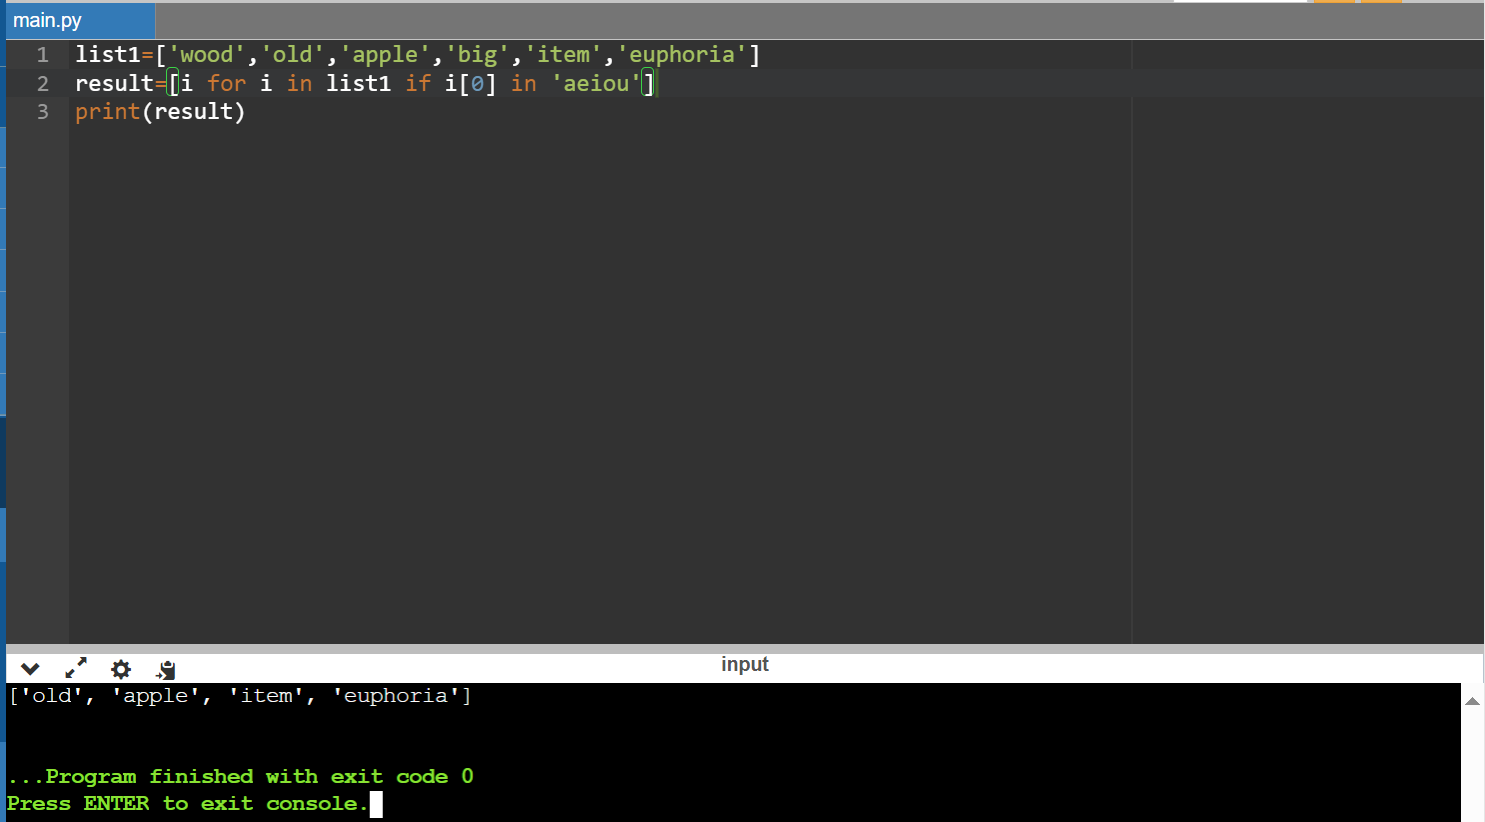 main.py
1 list1=['wood','old','apple','big','item','euphoria']
2 result=[i for i in list1 if i[0] in 'aeiou']
3 print(result)
input
['old', 'apple', 'item', 'euphoria']
...Program finished with exit code 0
Press ENTER to exit console.